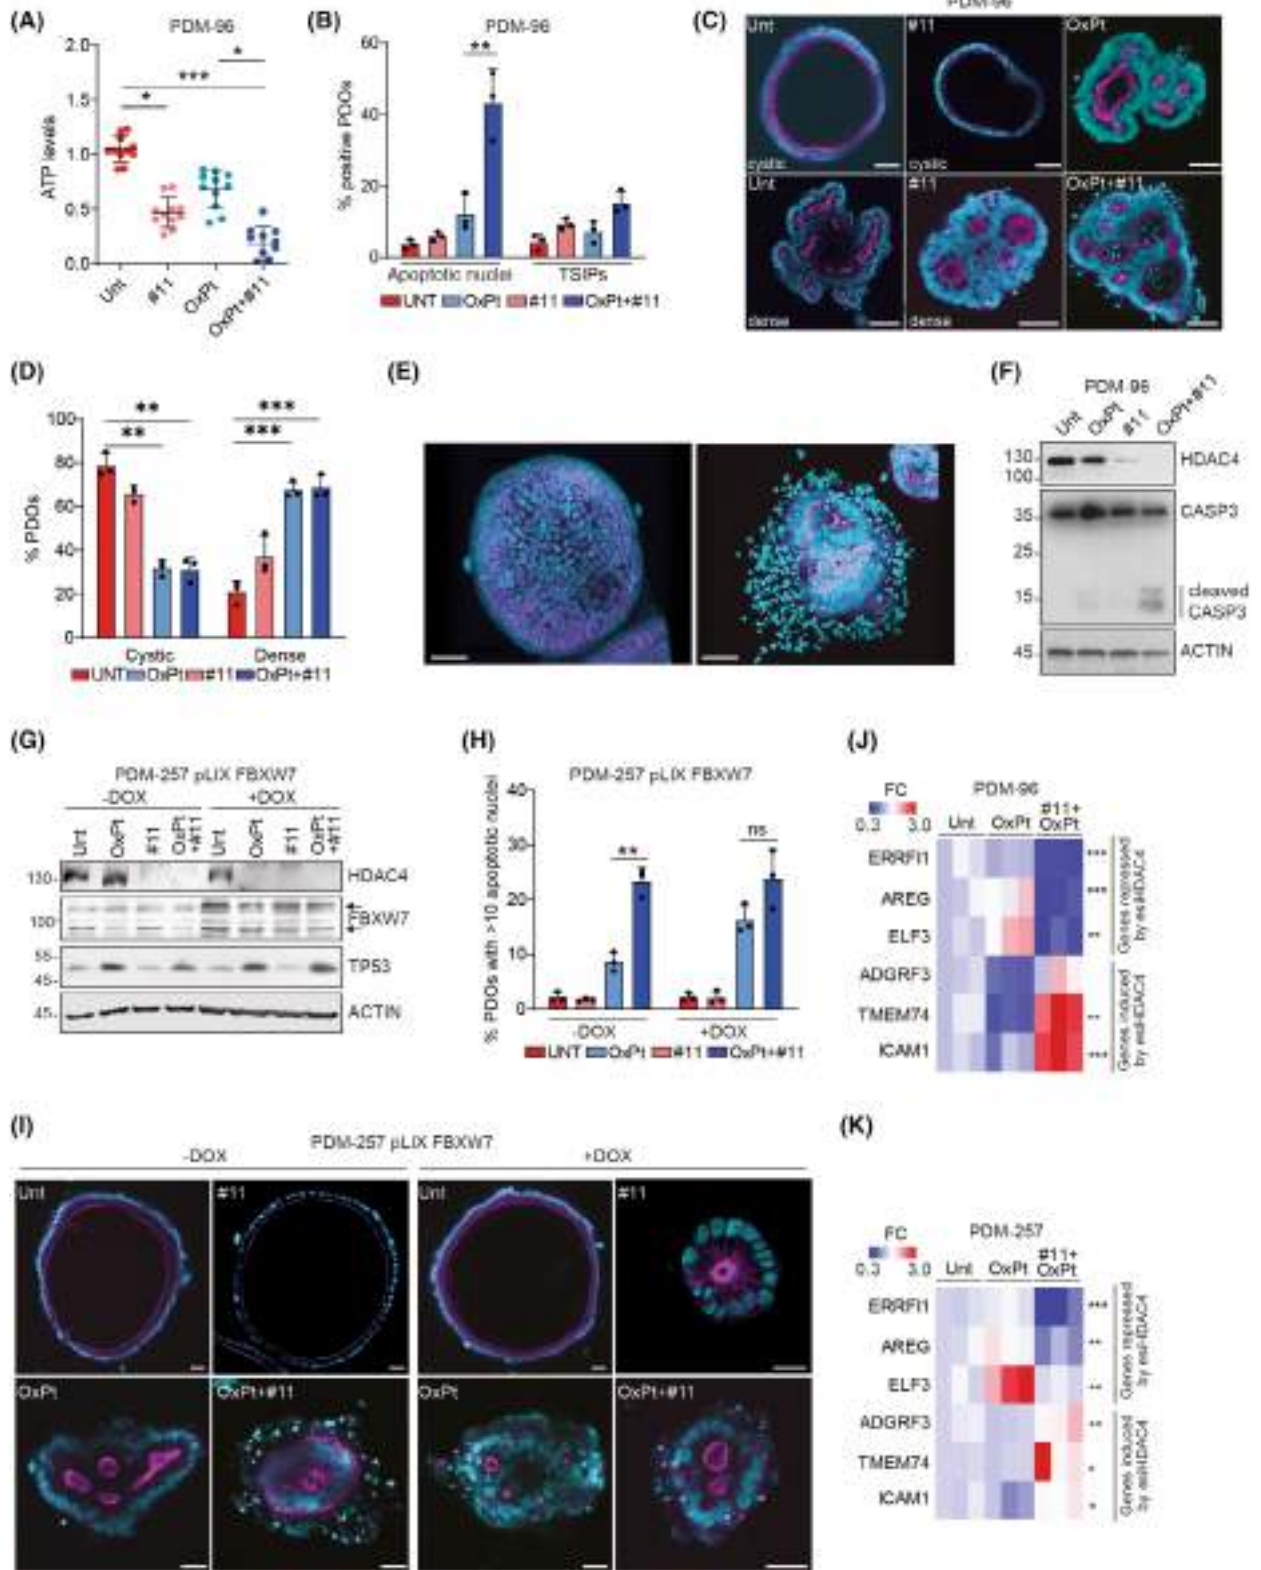 (A)
PDM-96
ATP levels
2.0
1.5
1.0
0.5
0.0
*
***
*
Unt
#11
OxPt
OxPt+#11
(B)
PDM-96
% positive PDOs
60
40
20
0
**
Apoptotic nuclei
TSIPs
UNT OxPt #11 OxPt+#11
(C)
PDM-96
Unt
cystic
#11
cystic
OxPt
Unt
dense
#11
dense
OxPt+#11
(D)
% PDOs
100
80
60
40
20
0
**
**
***
***
Cystic
Dense
UNT OxPt #11 OxPt+#11
(E)
(F)
PDM-96
Unt
OxPt
#11
OxPt+#11
130
100
HDAC4
35
CASP3
25
15
cleaved
CASP3
45
ACTIN
(G)
PDM-257 pLIX FBXW7
-DOX +DOX
Unt
OxPt
#11
OxPt
+#11
Unt
OxPt
#11
OxPt
+#11
130
HDAC4
100
FBXW7
55
45
TP53
45
ACTIN
(H)
PDM-257 pLIX FBXW7
% PDOs with >10 apoptotic nuclei
40
30
20
10
0
**
ns
-DOX
+DOX
UNT OxPt #11 OxPt+#11
(J)
FC
0.3 3.0
PDM-96
Unt OxPt #11+
OxPt
ERRFI1 ***
AREG ***
ELF3 **
ADGRF3
TMEM74 **
ICAM1 ***
Genes repressed
by esiHDAC4
Genes induced
by esiHDAC4
(I)
PDM-257 pLIX FBXW7
-DOX
+DOX
Unt
#11
Unt
#11
OxPt
OxPt+#11
OxPt
OxPt+#11
(K)
FC
0.3 3.0
PDM-257
Unt OxPt #11+
OxPt
ERRFI1 ***
AREG **
ELF3 **
ADGRF3 **
TMEM74 *
ICAM1 *
Genes repressed
by esiHDAC4
Genes induced
by esiHDAC4